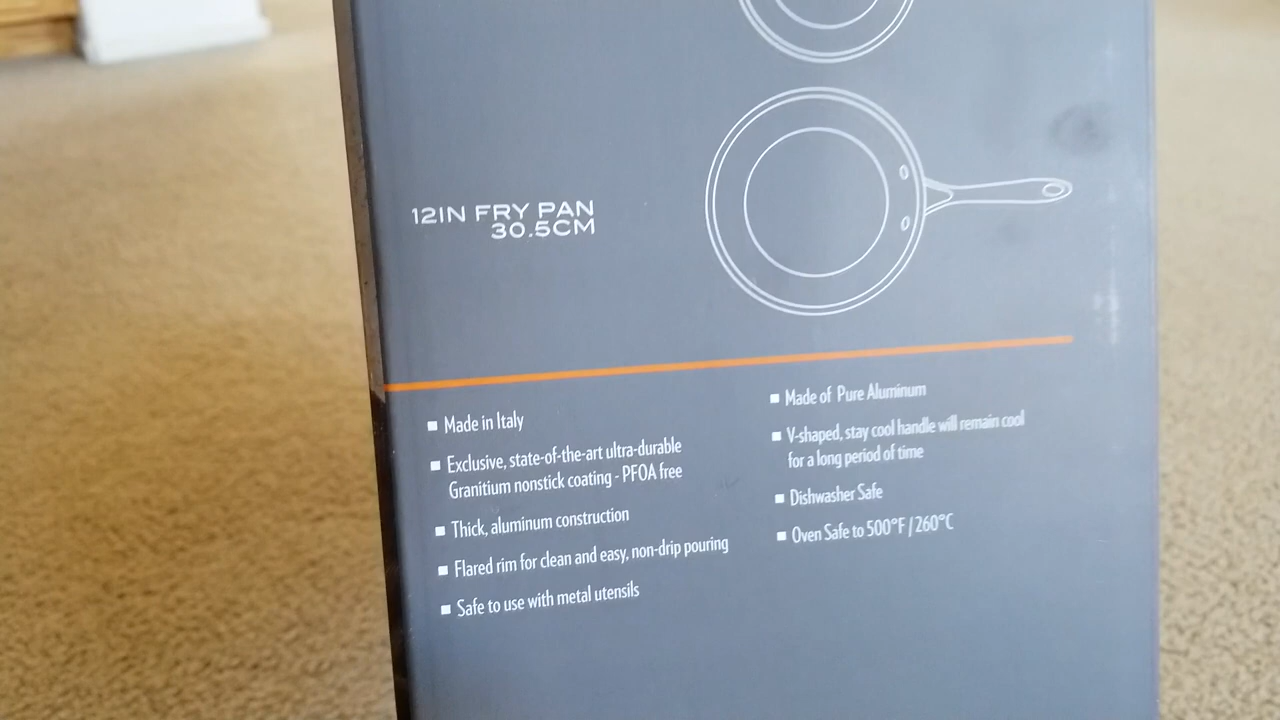 12IN FRY PAN
30.5CM
Made in Italy
Exclusive, state-of-the-art ultra-durable
Granitium nonstick coating - PFOA free
Thick, aluminum construction
Flared rim for clean and easy, non-drip pouring
Safe to use with metal utensils
Made of Pure Aluminum
V-shaped, stay cool handle will remain cool
for a long period of time
Dishwasher Safe
Oven Safe to 500°F / 260°C